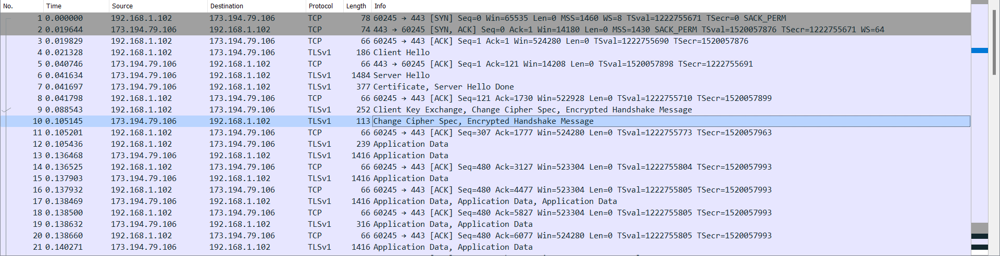 No. Time Source Destination Protocol Length Info
1 0.000000 192.168.1.102 173.194.79.106 TCP 78 60245 → 443 [SYN] Seq=0 Win=65535 Len=0 MSS=1460 WS=8 TSval=1222755671 TSecr=0 SACK_PERM
2 0.019644 173.194.79.106 192.168.1.102 TCP 74 443 → 60245 [SYN, ACK] Seq=0 Ack=1 Win=14180 Len=0 MSS=1430 SACK_PERM TSval=1520057876 TSecr=1222755671 WS=64
3 0.019829 192.168.1.102 173.194.79.106 TCP 66 60245 → 443 [ACK] Seq=1 Ack=1 Win=524280 Len=0 TSval=1222755690 TSecr=1520057876
4 0.021328 192.168.1.102 173.194.79.106 TLSv1 186 Client Hello
5 0.040746 173.194.79.106 192.168.1.102 TCP 66 443 → 60245 [ACK] Seq=1 Ack=121 Win=14208 Len=0 TSval=1520057898 TSecr=1222755691
6 0.041634 173.194.79.106 192.168.1.102 TLSv1 1484 Server Hello
7 0.041697 173.194.79.106 192.168.1.102 TLSv1 377 Certificate, Server Hello Done
8 0.041798 192.168.1.102 173.194.79.106 TCP 66 60245 → 443 [ACK] Seq=121 Ack=1730 Win=522928 Len=0 TSval=1222755710 TSecr=1520057899
9 0.088543 192.168.1.102 173.194.79.106 TLSv1 252 Client Key Exchange, Change Cipher Spec, Encrypted Handshake Message
10 0.105145 173.194.79.106 192.168.1.102 TLSv1 113 Change Cipher Spec, Encrypted Handshake Message
11 0.105201 192.168.1.102 173.194.79.106 TCP 66 60245 → 443 [ACK] Seq=307 Ack=1777 Win=524280 Len=0 TSval=1222755773 TSecr=1520057963
12 0.105436 192.168.1.102 173.194.79.106 TLSv1 239 Application Data
13 0.136468 173.194.79.106 192.168.1.102 TLSv1 1416 Application Data
14 0.136525 192.168.1.102 173.194.79.106 TCP 66 60245 → 443 [ACK] Seq=480 Ack=3127 Win=523304 Len=0 TSval=1222755804 TSecr=1520057993
15 0.137903 173.194.79.106 192.168.1.102 TLSv1 1416 Application Data
16 0.137932 192.168.1.102 173.194.79.106 TCP 66 60245 → 443 [ACK] Seq=480 Ack=4477 Win=523304 Len=0 TSval=1222755805 TSecr=1520057993
17 0.138469 173.194.79.106 192.168.1.102 TLSv1 1416 Application Data, Application Data, Application Data
18 0.138500 192.168.1.102 173.194.79.106 TCP 66 60245 → 443 [ACK] Seq=480 Ack=5827 Win=523304 Len=0 TSval=1222755805 TSecr=1520057993
19 0.138632 173.194.79.106 192.168.1.102 TLSv1 316 Application Data, Application Data
20 0.138660 192.168.1.102 173.194.79.106 TCP 66 60245 → 443 [ACK] Seq=480 Ack=6077 Win=524280 Len=0 TSval=1222755805 TSecr=1520057993
21 0.140271 173.194.79.106 192.168.1.102 TLSv1 1416 Application Data, Application Data